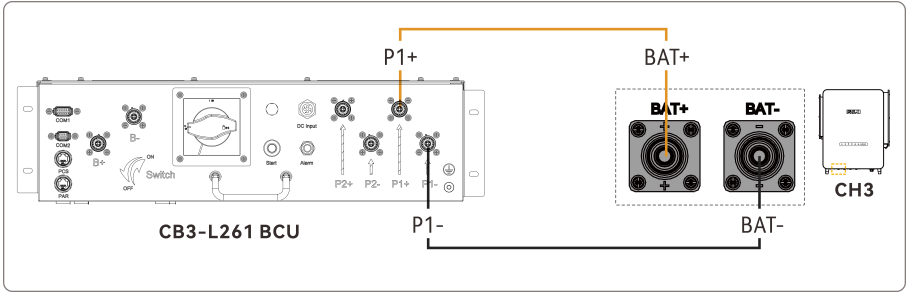 P1+
BAT+
COM1
COM2
PCS
PAR
B-
B+
ON
OFF
Switch
Start
DC Input
Alarm
P2+
P2-
P1+
P1-
P1-
BAT+
BAT-
BAT-
CB3-L261 BCU
CH3